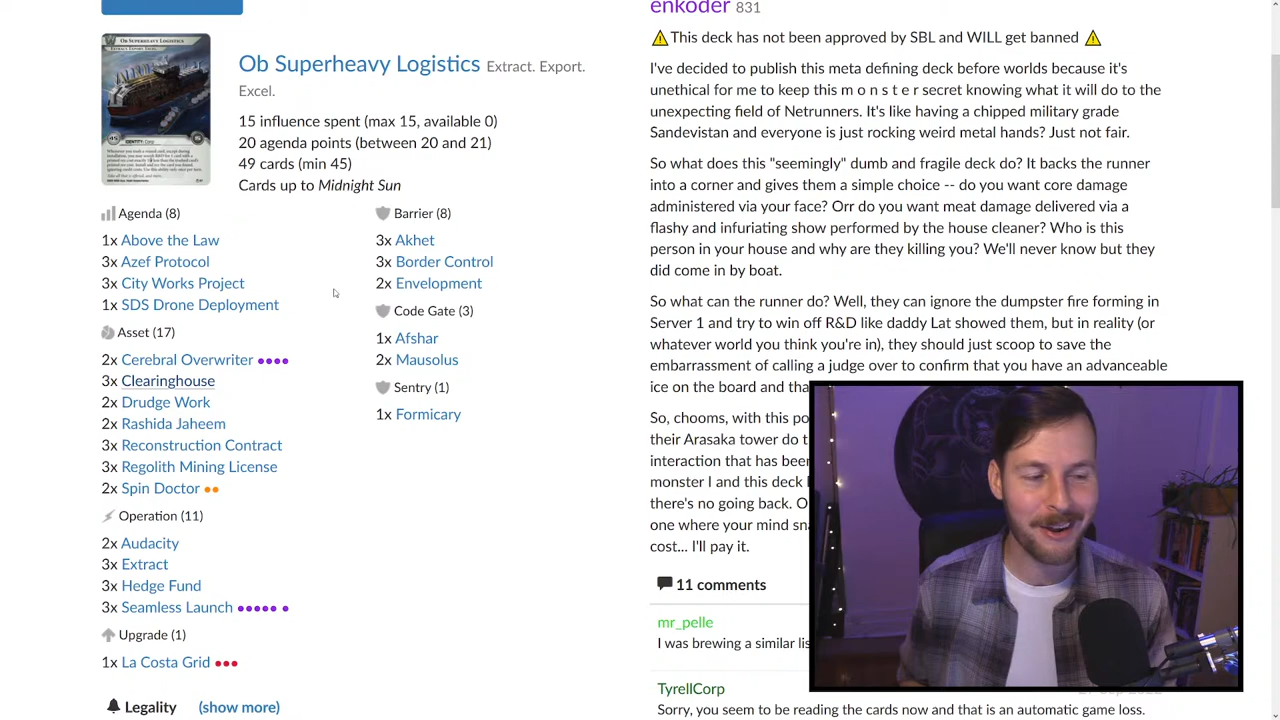 Ob Superheavy Logistics Extract. Export.
Excel.
15 influence spent (max 15, available 0)
20 agenda points (between 20 and 21)
49 cards (min 45)
Cards up to Midnight Sun
Agenda (8)
1x Above the Law
3x Azef Protocol
3x City Works Project
1x SDS Drone Deployment
Asset (17)
2x Cerebral Overwriter
3x Clearinghouse
2x Drudge Work
2x Rashida Jaheem
3x Reconstruction Contract
3x Regolith Mining License
2x Spin Doctor
Operation (11)
2x Audacity
3x Extract
3x Hedge Fund
3x Seamless Launch
Upgrade (1)
1x La Costa Grid
Legality (show more)
Barrier (8)
3x Akhet
3x Border Control
2x Envelopment
Code Gate (3)
1x Afshar
2x Mausolus
Sentry (1)
1x Formicary
enkoder 831
This deck has not been
by SBL and WILL get banned
I've decided to publish this meta defining deck before worlds because it's
unethical for me to keep this m o n s t e r secret knowing what it will do to the
unexpecting field of Netrunners. It's like having a chipped military grade
Sandevistan and everyone else is rocking weird mantis arms? Just not fair.
So what does this "seemingly" fun and fair Ob deck do? It forces the runner
into a corner and gives them a simple choice -- do you want core damage
administered via your face? Orr do you want meat damage delivered via a
flashy and infuriating show performed by the house cleaner? Who is this
person in your house and why are they killing you? We'll never know but they
did come in by boat.
So what can the runner do? Well, they can ignore the dumpster fire forming in
Server 1 and try to win off R&D like daddy Lat showed them, but in reality (or
whatever world you think you're in), they should just scoop to save the
embarrassment of calling a judge over to confirm that you have an advanceable
ice on the board and
So, chooms, with this
their Arasaka tower do
interaction that has been
monster I and this deck
there's no going back.
one where your mind
cost... I'll pay it.
11 comments
mr_pelle
I was brewing a similar
TyrellCorp
Sorry, you seem to be reading the cards now and that is an automatic game loss.